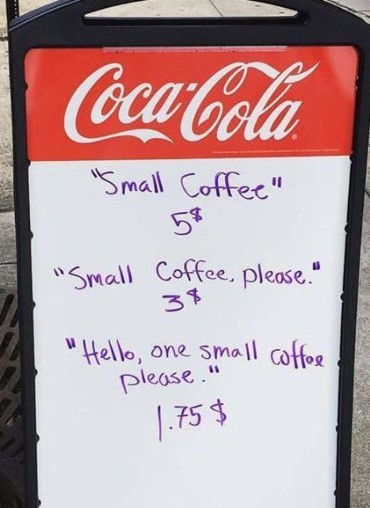 Coca-Cola
"Small Coffee"
5$
"Small Coffee, please."
3$
"Hello, one small coffee
please."
1.75 $